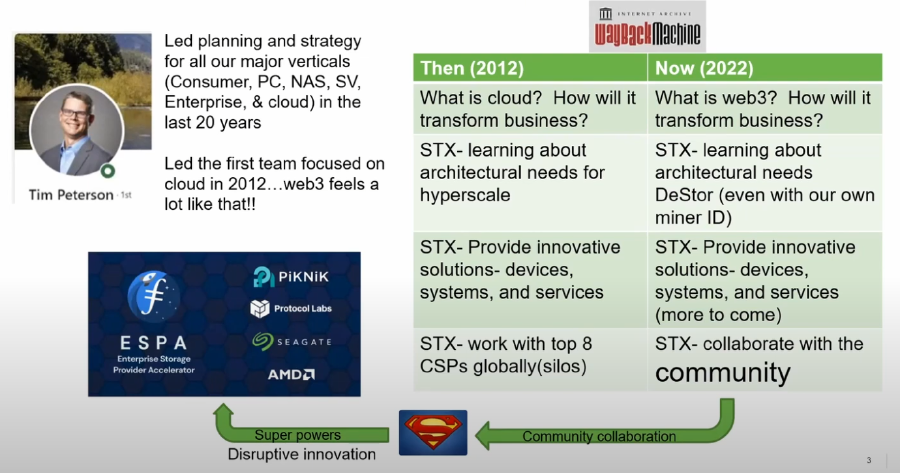 Led planning and strategy
for all our major verticals
(Consumer, PC, NAS, SV,
Enterprise, & cloud) in the
last 20 years
Led the first team focused on
cloud in 2012...web3 feels a
lot like that!!
Tim Peterson · 1st
INTERNET ARCHIVE
WayBackMachine
Then (2012)
Now (2022)
What is cloud? How will it
transform business?
What is web3? How will it
transform business?
STX- learning about
architectural needs for
hyperscale
STX- learning about
architectural needs
DeStor (even with our own
miner ID)
STX- Provide innovative
solutions- devices,
systems, and services
STX- Provide innovative
solutions- devices,
systems, and services
(more to come)
STX- work with top 8
CSPs globally(silos)
STX- collaborate with the
community
ESPA
Enterprise Storage
Provider Accelerator
PiKNiK
Protocol Labs
SEAGATE
AMD
Super powers
Disruptive innovation
S
Community collaboration
3